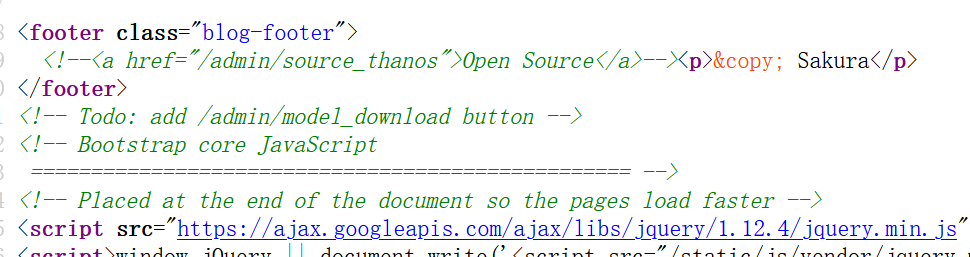 <footer class="blog-footer">
<!--<a href="/admin/source_thanos">Open Source</a>--><p>&copy; Sakura</p>
</footer>
<!-- Todo: add /admin/model_download button -->
<!-- Bootstrap core JavaScript
================================================== -->
<!-- Placed at the end of the document so the pages load faster -->
<script src="https://ajax.googleapis.com/ajax/libs/jquery/1.12.4/jquery.min.js"
<script>window.jQuery || document.write('<script src="/static/js/vendor/jquery